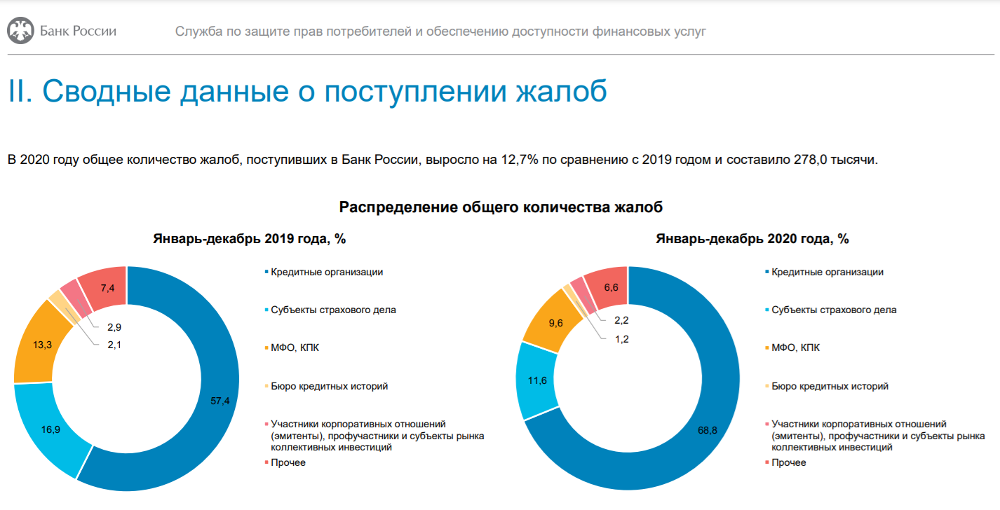 Банк России
Служба по защите прав потребителей и обеспечению доступности финансовых услуг
II. Сводные данные о поступлении жалоб
В 2020 году общее количество жалоб, поступивших в Банк России, выросло на 12,7% по сравнению с 2019 годом и составило 278,0 тысячи.
Распределение общего количества жалоб
Январь-декабрь 2019 года, %
7,4
2,9
2,1
13,3
16,9
57,4
Кредитные организации
Субъекты страхового дела
МФО, КПК
Бюро кредитных историй
Участники корпоративных отношений
(эмитенты), профучастники и субъекты рынка
коллективных инвестиций
Прочее
Январь-декабрь 2020 года, %
6,6
2,2
1,2
9,6
11,6
68,8
Кредитные организации
Субъекты страхового дела
МФО, КПК
Бюро кредитных историй
Участники корпоративных отношений
(эмитенты), профучастники и субъекты рынка
коллективных инвестиций
Прочее